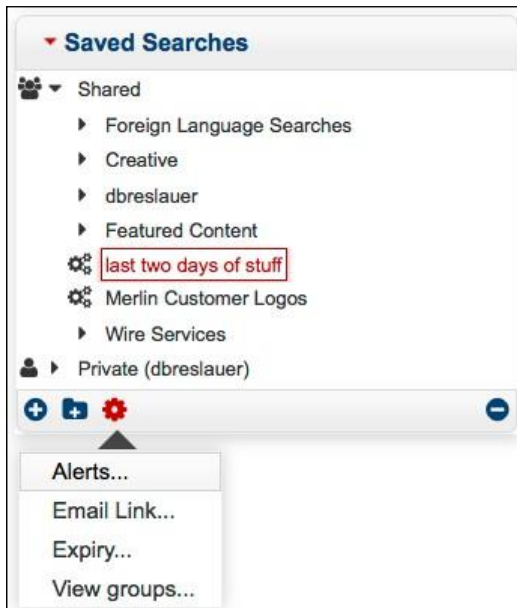 Saved Searches
Shared
Foreign Language Searches
Creative
dbreslauer
Featured Content
last two days of stuff
Merlin Customer Logos
Wire Services
Private (dbreslauer)
Alerts...
Email Link...
Expiry...
View groups...